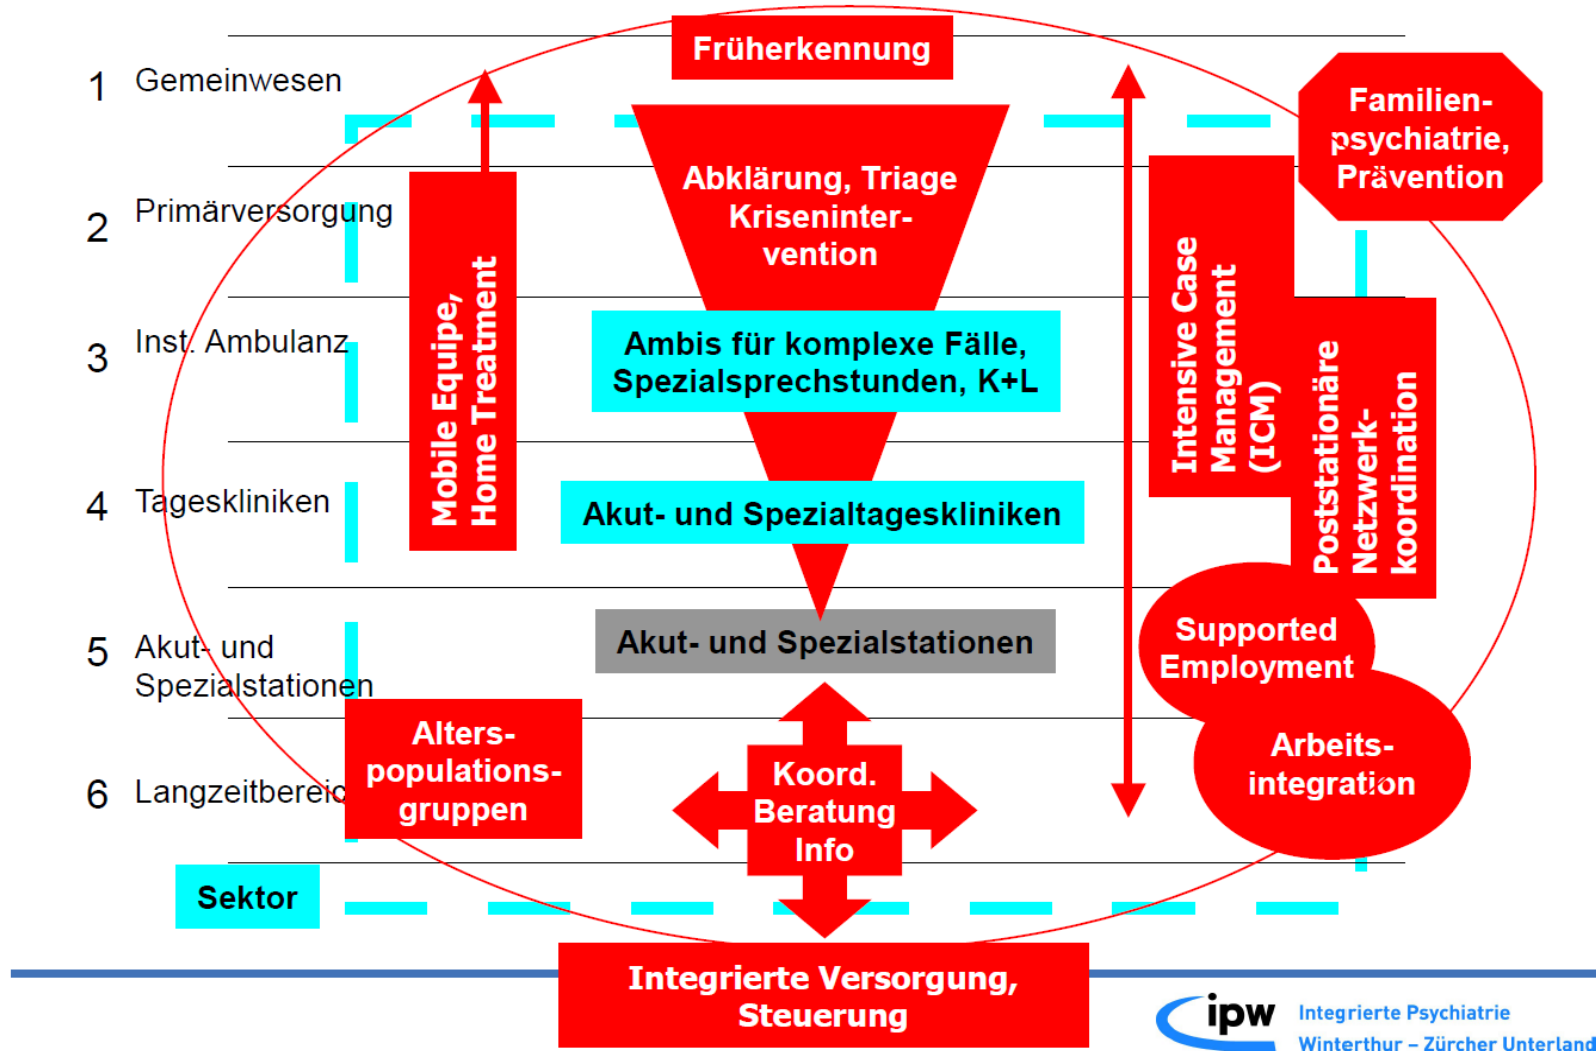 Früherkennung
1 Gemeinwesen
Familien-
psychiatrie,
Prävention
Abklärung, Triage
Kriseninter-
vention
2 Primärversorgung
Mobile Equipe,
Home Treatment
Intensive Case
Management
(ICM)
3 Inst. Ambulanz
Ambis für komplexe Fälle,
Spezialsprechstunden, K+L
Poststationäre
Netzwerk-
koordination
4 Tageskliniken
Akut- und Spezialtageskliniken
5 Akut- und
Spezialstationen
Akut- und Spezialstationen
Supported
Employment
Alters-
populations-
gruppen
Arbeits-
integration
6 Langzeitbereic
Koord.
Beratung
Info
Sektor
Integrierte Versorgung,
Steuerung
ipw
Integrierte Psychiatrie
Winterthur – Zürcher Unterland